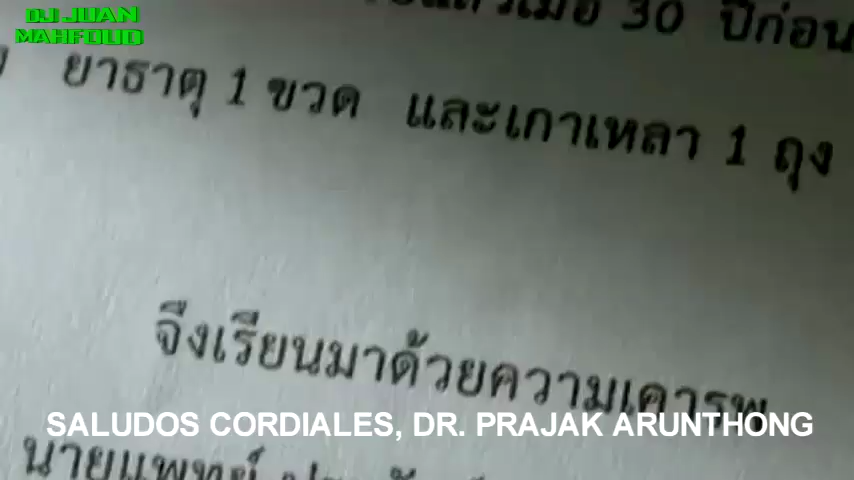 DJ JUAN
MAHFOUD
30 ปีก่อน
ยาธาตุ 1 ขวด และเกาเหลา 1 ถุง
จึงเรียนมาด้วยความเคารพ
SALUDOS CORDIALES, DR. PRAJAK ARUNTHONG
นายแพทย์